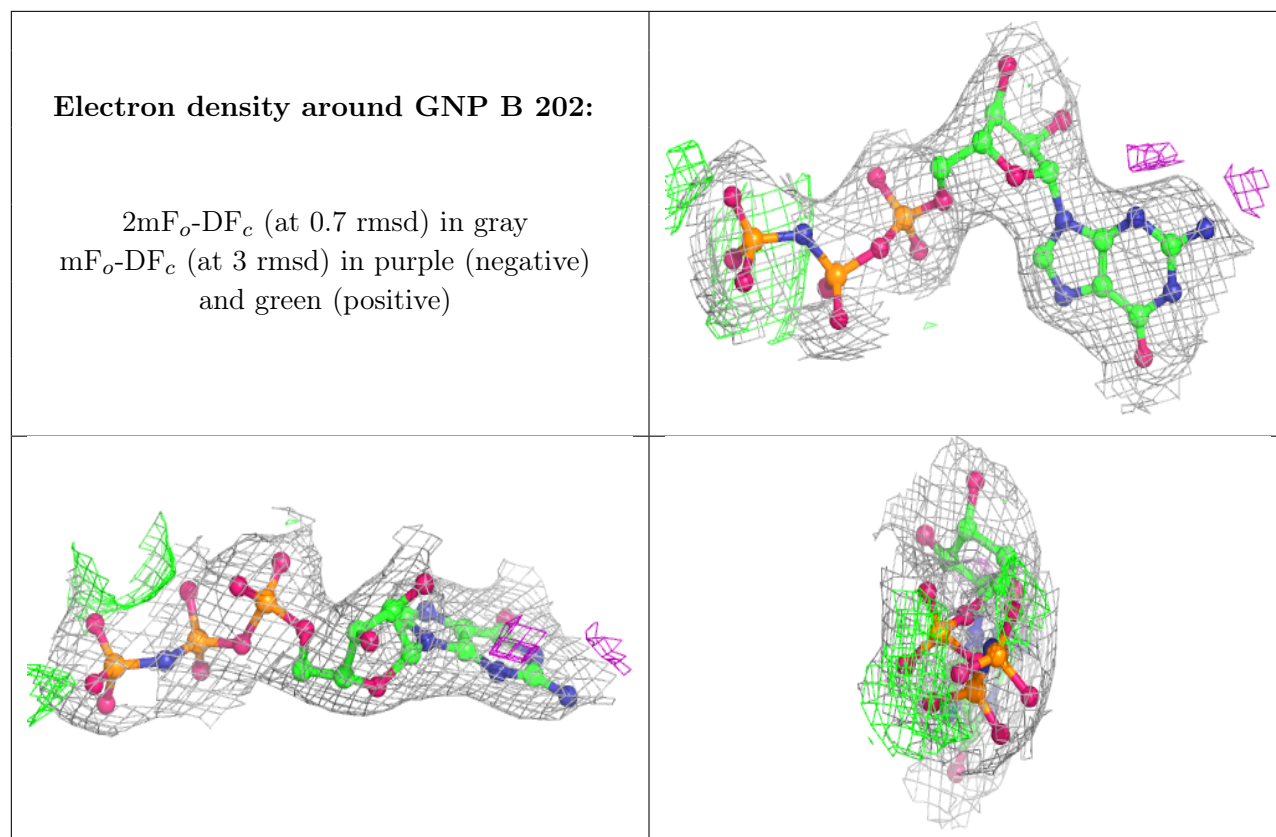 Electron density around GNP B 202:
2mFo-DFc (at 0.7 rmsd) in gray
mFo-DFc (at 3 rmsd) in purple (negative)
and green (positive)